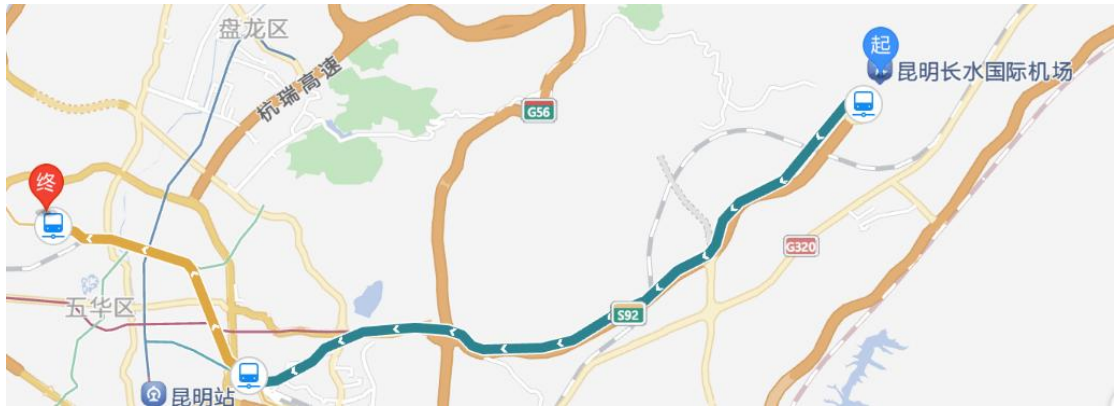 盘龙区
起
昆明长水国际机场
杭瑞高速
G56
终
G320
五华区
S92
昆明站